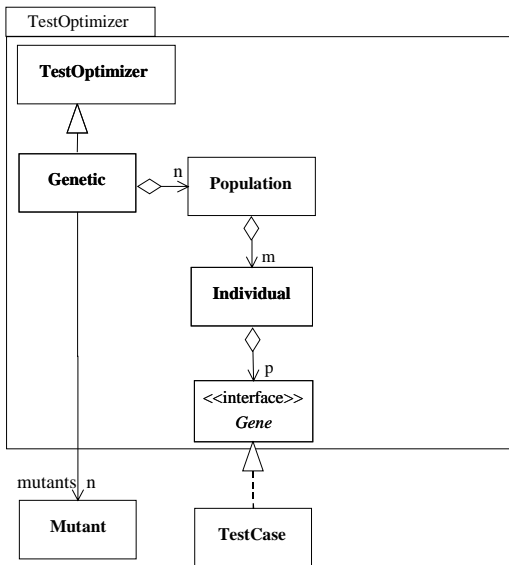 TestOptimizer
TestOptimizer
Genetic
n
Population
m
Individual
p
<<interface>>
Gene
mutants n
Mutant
TestCase